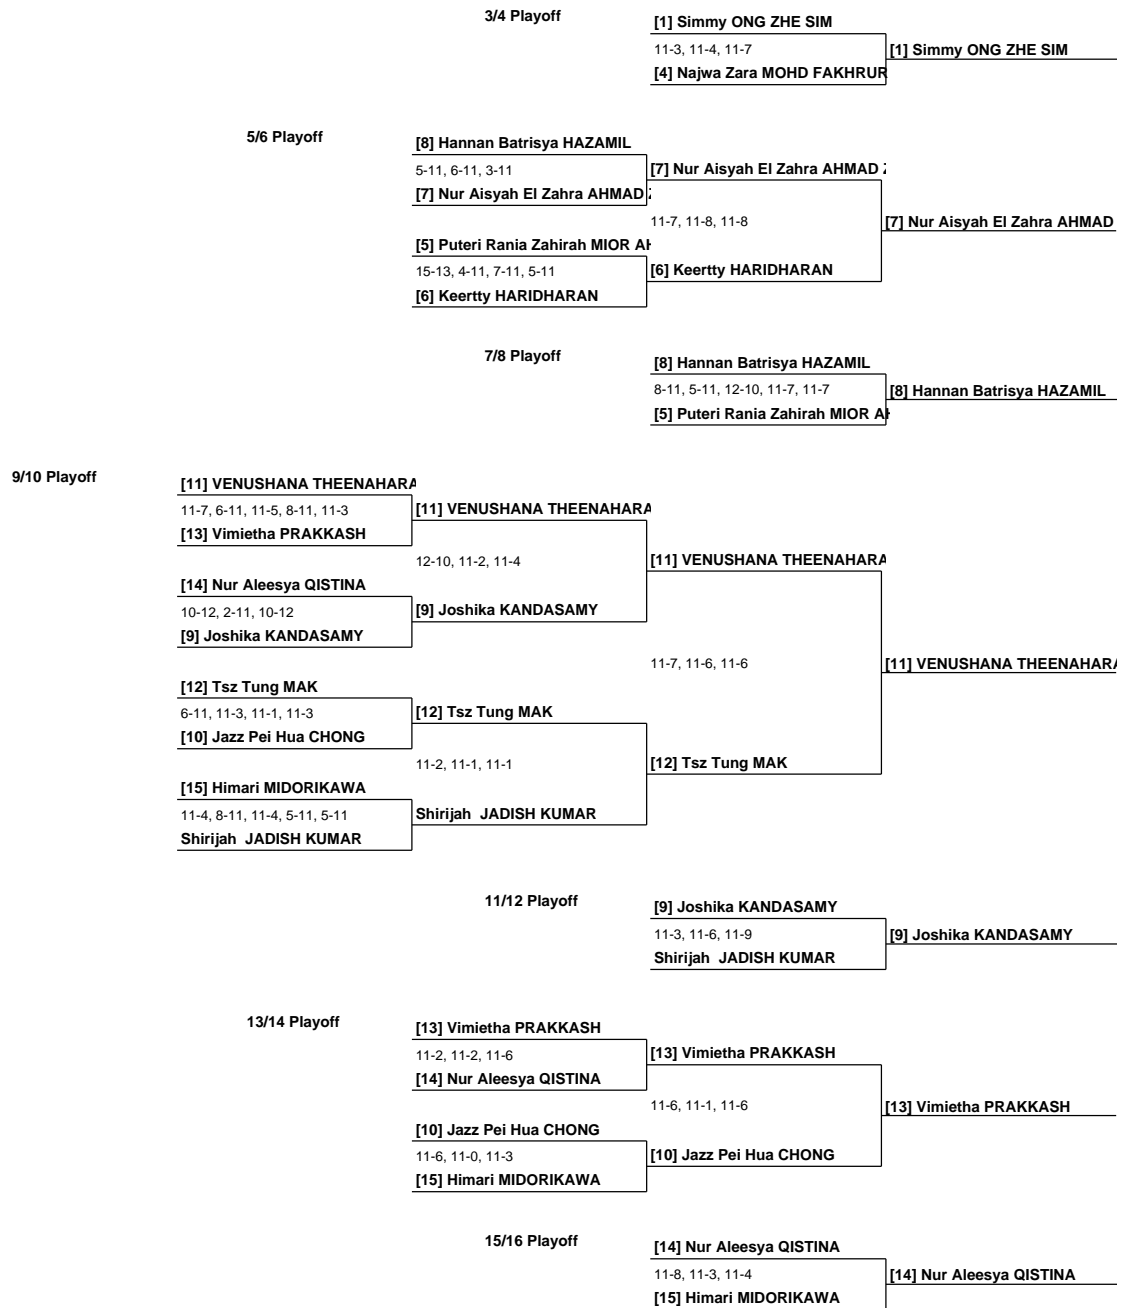 3/4 Playoff
[1] Simmy ONG ZHE SIM
11-3, 11-4, 11-7
[1] Simmy ONG ZHE SIM
[4] Najwa Zara MOHD FAKHRUR
5/6 Playoff
[8] Hannan Batrisya HAZAMIL
5-11, 6-11, 3-11
[7] Nur Aisyah El Zahra AHMAD
[7] Nur Aisyah El Zahra AHMAD
11-7, 11-8, 11-8
[7] Nur Aisyah El Zahra AHMAD
[5] Puteri Rania Zahirah MIOR AH
15-13, 4-11, 7-11, 5-11
[6] Keertty HARIDHARAN
[6] Keertty HARIDHARAN
7/8 Playoff
[8] Hannan Batrisya HAZAMIL
8-11, 5-11, 12-10, 11-7, 11-7
[8] Hannan Batrisya HAZAMIL
[5] Puteri Rania Zahirah MIOR AH
9/10 Playoff
[11] VENUSHANA THEENAHARA
11-7, 6-11, 11-5, 8-11, 11-3
[11] VENUSHANA THEENAHARA
[13] Vimietha PRAKKASH
12-10, 11-2, 11-4
[11] VENUSHANA THEENAHARA
[14] Nur Aleesya QISTINA
10-12, 2-11, 10-12
[9] Joshika KANDASAMY
[9] Joshika KANDASAMY
11-7, 11-6, 11-6
[11] VENUSHANA THEENAHARA
[12] Tsz Tung MAK
6-11, 11-3, 11-1, 11-3
[12] Tsz Tung MAK
[10] Jazz Pei Hua CHONG
11-2, 11-1, 11-1
[12] Tsz Tung MAK
[15] Himari MIDORIKAWA
11-4, 8-11, 11-4, 5-11, 5-11
Shirijah JADISH KUMAR
Shirijah JADISH KUMAR
11/12 Playoff
[9] Joshika KANDASAMY
11-3, 11-6, 11-9
[9] Joshika KANDASAMY
Shirijah JADISH KUMAR
13/14 Playoff
[13] Vimietha PRAKKASH
11-2, 11-2, 11-6
[13] Vimietha PRAKKASH
[14] Nur Aleesya QISTINA
11-6, 11-1, 11-6
[13] Vimietha PRAKKASH
[10] Jazz Pei Hua CHONG
11-6, 11-0, 11-3
[10] Jazz Pei Hua CHONG
[15] Himari MIDORIKAWA
15/16 Playoff
[14] Nur Aleesya QISTINA
11-8, 11-3, 11-4
[14] Nur Aleesya QISTINA
[15] Himari MIDORIKAWA